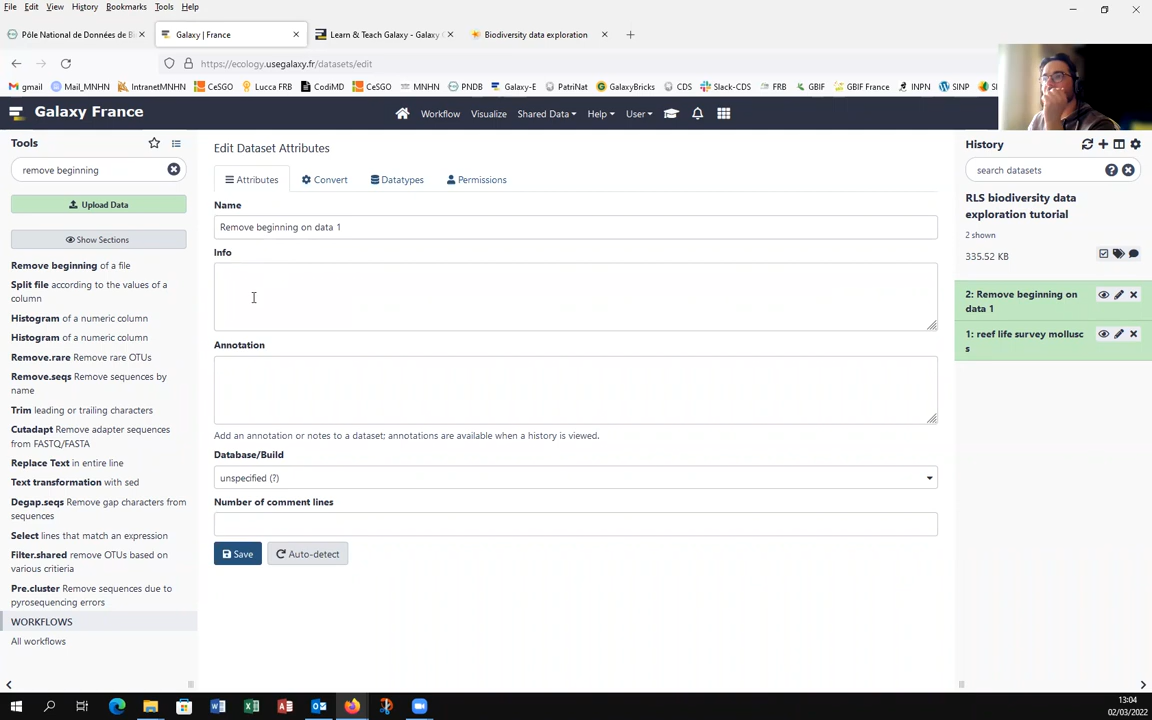 File Edit View History Bookmarks Tools Help
Pôle National de Données de Bi
Galaxy | France
Learn & Teach Galaxy - Galaxy C
Biodiversity data exploration
https://ecology.usegalaxy.fr/datasets/edit
gmail Mail_MNHN IntranetMNHN CeSGO Lucca FRB CodiMD CeSGO MNHN PNDB Galaxy-E PatriNat GalaxyBricks CDS Slack-CDS FRB GBIF GBIF France INPN SINP
Galaxy France
Workflow Visualize Shared Data Help User
Tools
remove beginning
Upload Data
Show Sections
Remove beginning of a file
Split file according to the values of a
column
Histogram of a numeric column
Histogram of a numeric column
Remove.rare Remove rare OTUs
Remove.seqs Remove sequences by
name
Trim leading or trailing characters
Cutadapt Remove adapter sequences
from FASTQ/FASTA
Replace Text in entire line
Text transformation with sed
Degap.seqs Remove gap characters from
sequences
Select lines that match an expression
Filter.shared remove OTUs based on
various critieria
Pre.cluster Remove sequences due to
pyrosequencing errors
WORKFLOWS
All workflows
Edit Dataset Attributes
Attributes Convert Datatypes Permissions
Name
Remove beginning on data 1
Info
Annotation
Add an annotation or notes to a dataset; annotations are available when a history is viewed.
Database/Build
unspecified (?)
Number of comment lines
Save Auto-detect
History
search datasets
RLS biodiversity data
exploration tutorial
2 shown
335.52 KB
2: Remove beginning on
data 1
1: reef life survey mollusc
s
13:04
02/03/2022